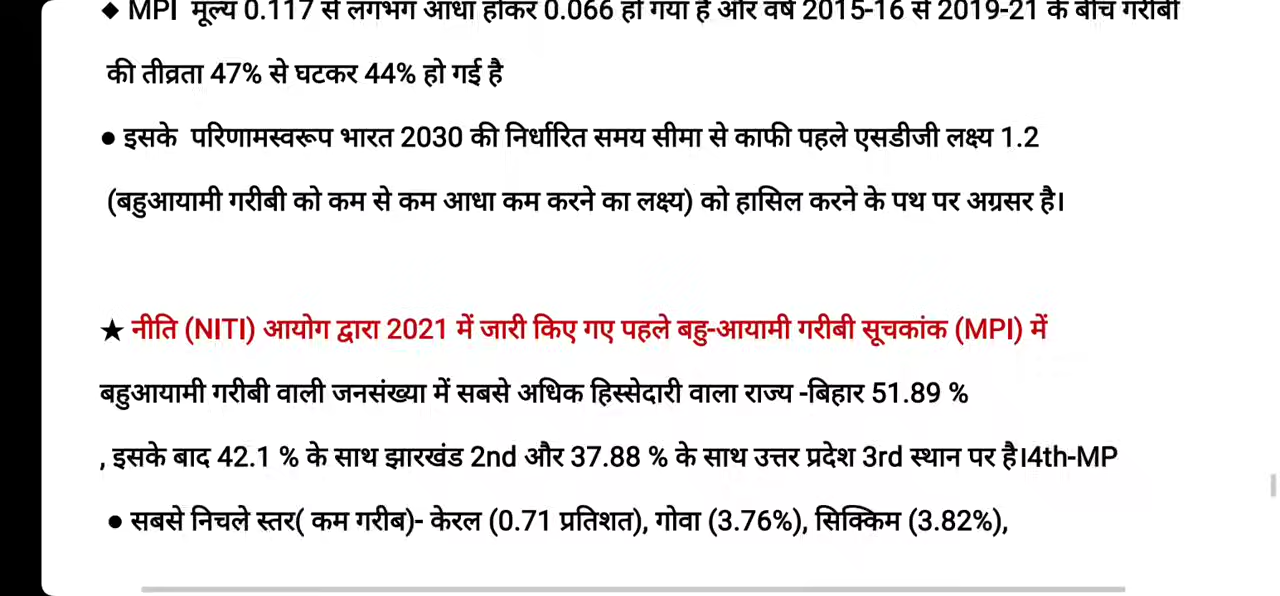 ◆ MPI मूल्य 0.117 से लगभग आधा होकर 0.066 हो गया है और वर्ष 2015-16 से 2019-21 के बीच गरीबी
की तीव्रता 47% से घटकर 44% हो गई है
● इसके परिणामस्वरूप भारत 2030 की निर्धारित समय सीमा से काफी पहले एसडीजी लक्ष्य 1.2
(बहुआयामी गरीबी को कम से कम आधा कम करने का लक्ष्य) को हासिल करने के पथ पर अग्रसर है।
★ नीति (NITI) आयोग द्वारा 2021 में जारी किए गए पहले बहु-आयामी गरीबी सूचकांक (MPI) में
बहुआयामी गरीबी वाली जनसंख्या में सबसे अधिक हिस्सेदारी वाला राज्य -बिहार 51.89 %
, इसके बाद 42.1 % के साथ झारखंड 2nd और 37.88 % के साथ उत्तर प्रदेश 3rd स्थान पर है।4th-MP
● सबसे निचले स्तर( कम गरीब)- केरल (0.71 प्रतिशत), गोवा (3.76%), सिक्किम (3.82%),